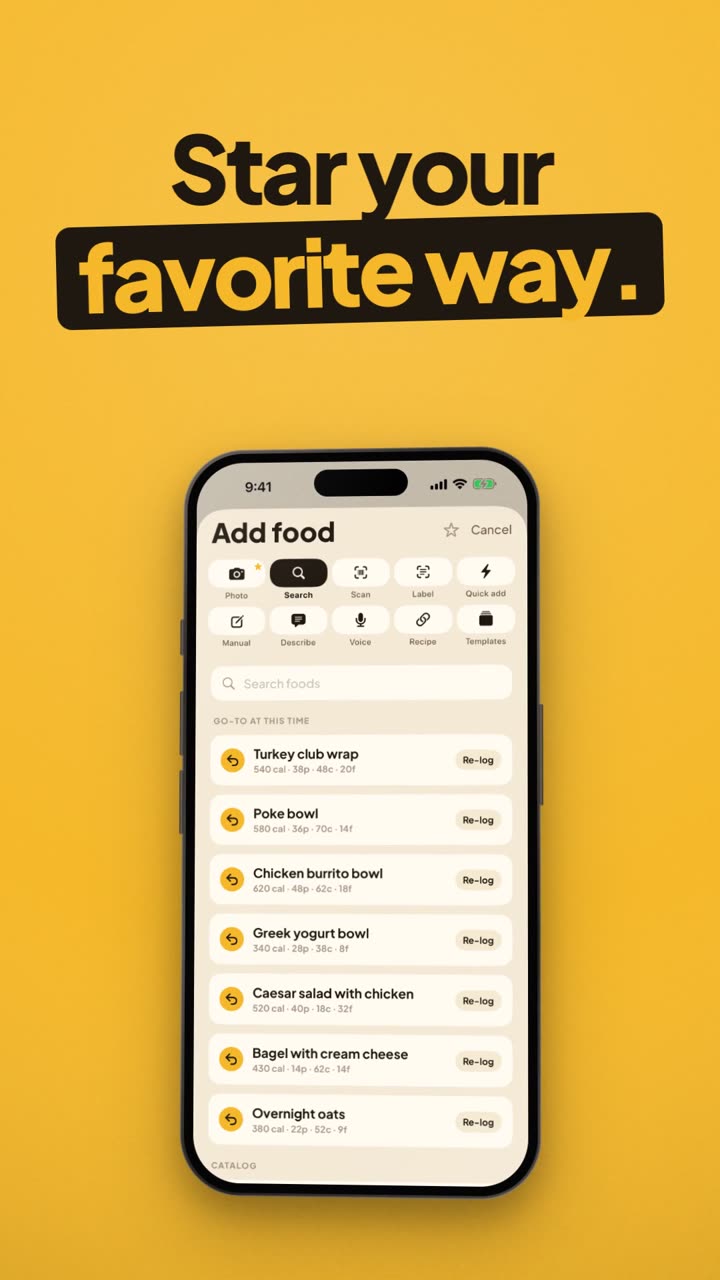 Star your
favorite way.
9:41
Add food
Cancel
Photo
Search
Scan
Label
Quick add
Manual
Describe
Voice
Recipe
Templates
Search foods
GO-TO AT THIS TIME
Turkey club wrap
540 cal · 38p · 48c · 20f
Re-log
Poke bowl
580 cal · 36p · 70c · 14f
Re-log
Chicken burrito bowl
620 cal · 48p · 62c · 18f
Re-log
Greek yogurt bowl
340 cal · 28p · 38c · 8f
Re-log
Caesar salad with chicken
520 cal · 40p · 18c · 32f
Re-log
Bagel with cream cheese
430 cal · 14p · 62c · 14f
Re-log
Overnight oats
380 cal · 22p · 52c · 9f
Re-log
CATALOG